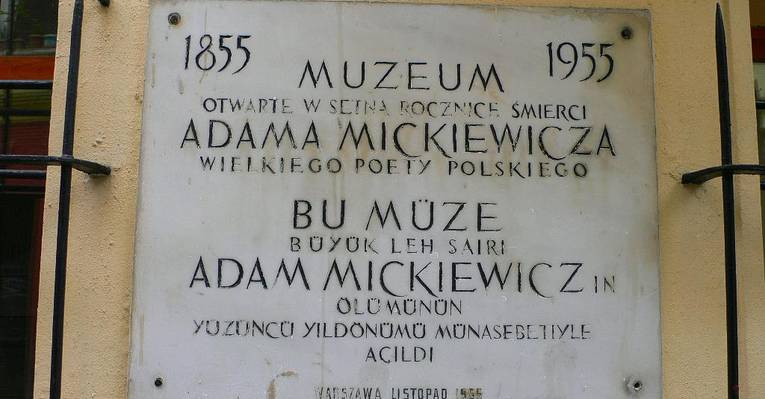 1855 1955
MUZEUM
OTWARTE W SETNA ROCZNICE ŚMIERCI
ADAMA MICKIEWICZA
WIELKIEGO POETY POLSKIEGO
BU MÜZE
BÜYÜK LEH SAIRI
ADAM MICKIEWICZ IN
ÖLÜMÜNÜN
YÜZÜNCÜ YILDÖNÜMÜ MÜNASEBETIYLE
AÇILDI
WARSZAWA LISTOPAD 1955